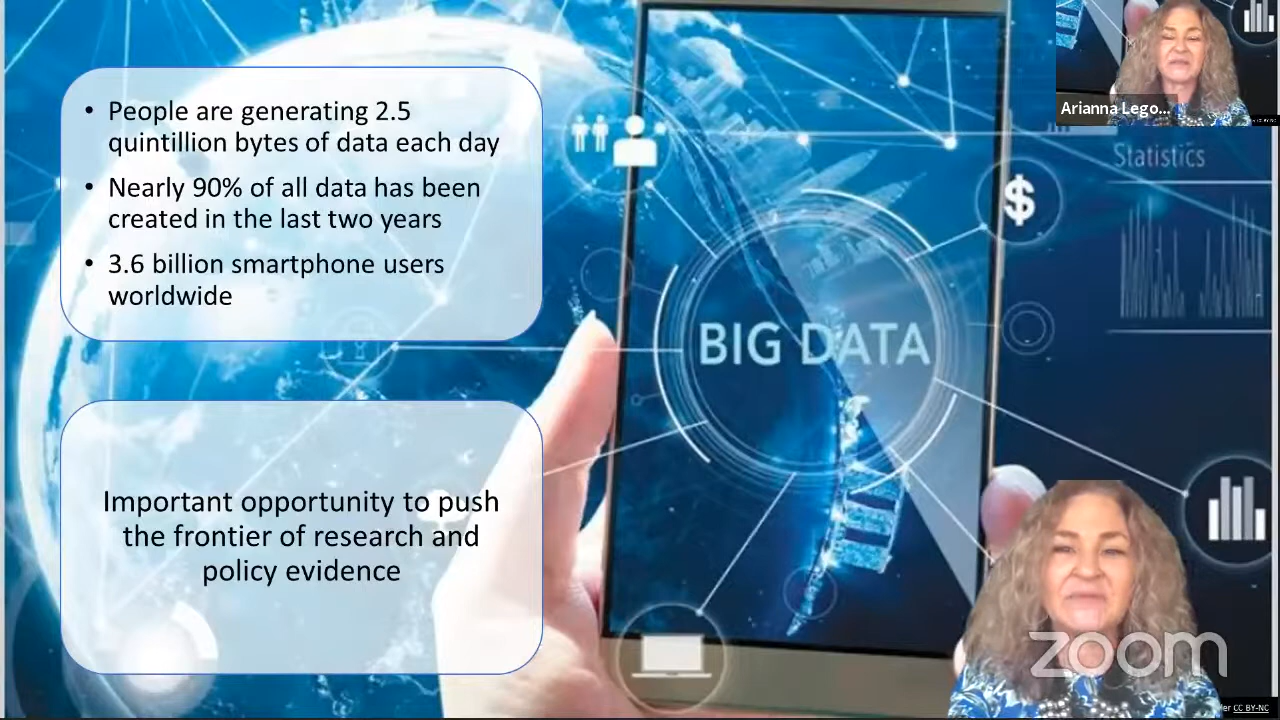 • People are generating 2.5
quintillion bytes of data each day
• Nearly 90% of all data has been
created in the last two years
• 3.6 billion smartphone users
worldwide
Important opportunity to push
the frontier of research and
policy evidence
BIG DATA
$
Statistics
Arianna Lego...
zoom
CC BY-NC